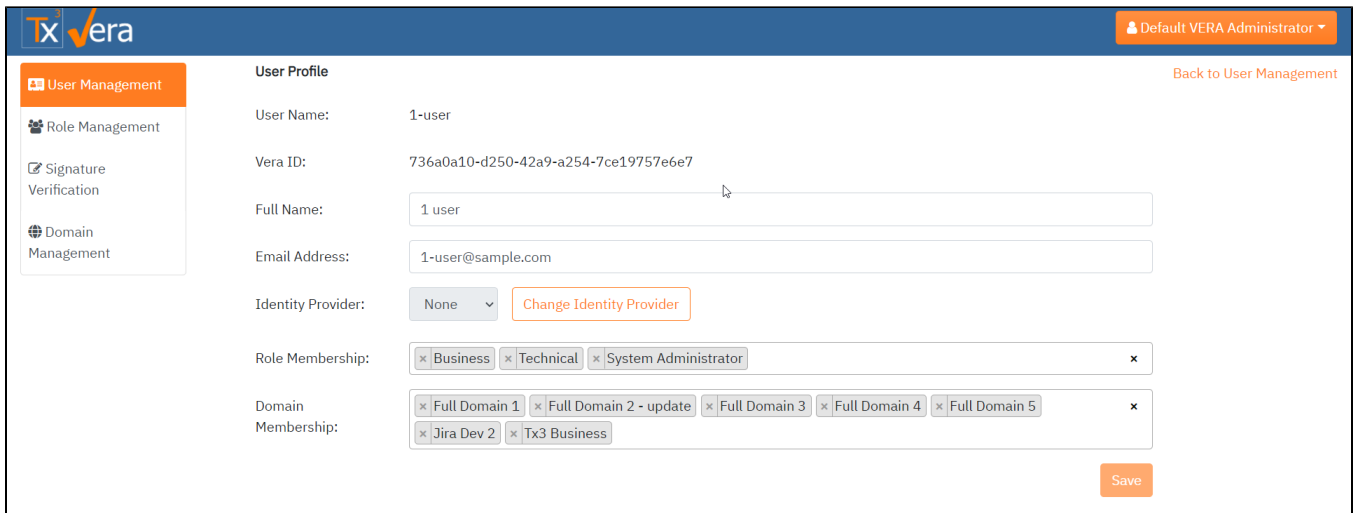 Tx3 Vera
Default VERA Administrator
User Management
Role Management
Signature
Verification
Domain
Management
User Profile
Back to User Management
User Name: 1-user
Vera ID: 736a0a10-d250-42a9-a254-7ce19757e6e7
Full Name: 1 user
Email Address: 1-user@sample.com
Identity Provider: None Change Identity Provider
Role Membership: × Business × Technical × System Administrator ×
Domain
Membership:
× Full Domain 1 × Full Domain 2 - update × Full Domain 3 × Full Domain 4 × Full Domain 5 ×
× Jira Dev 2 × Tx3 Business
Save